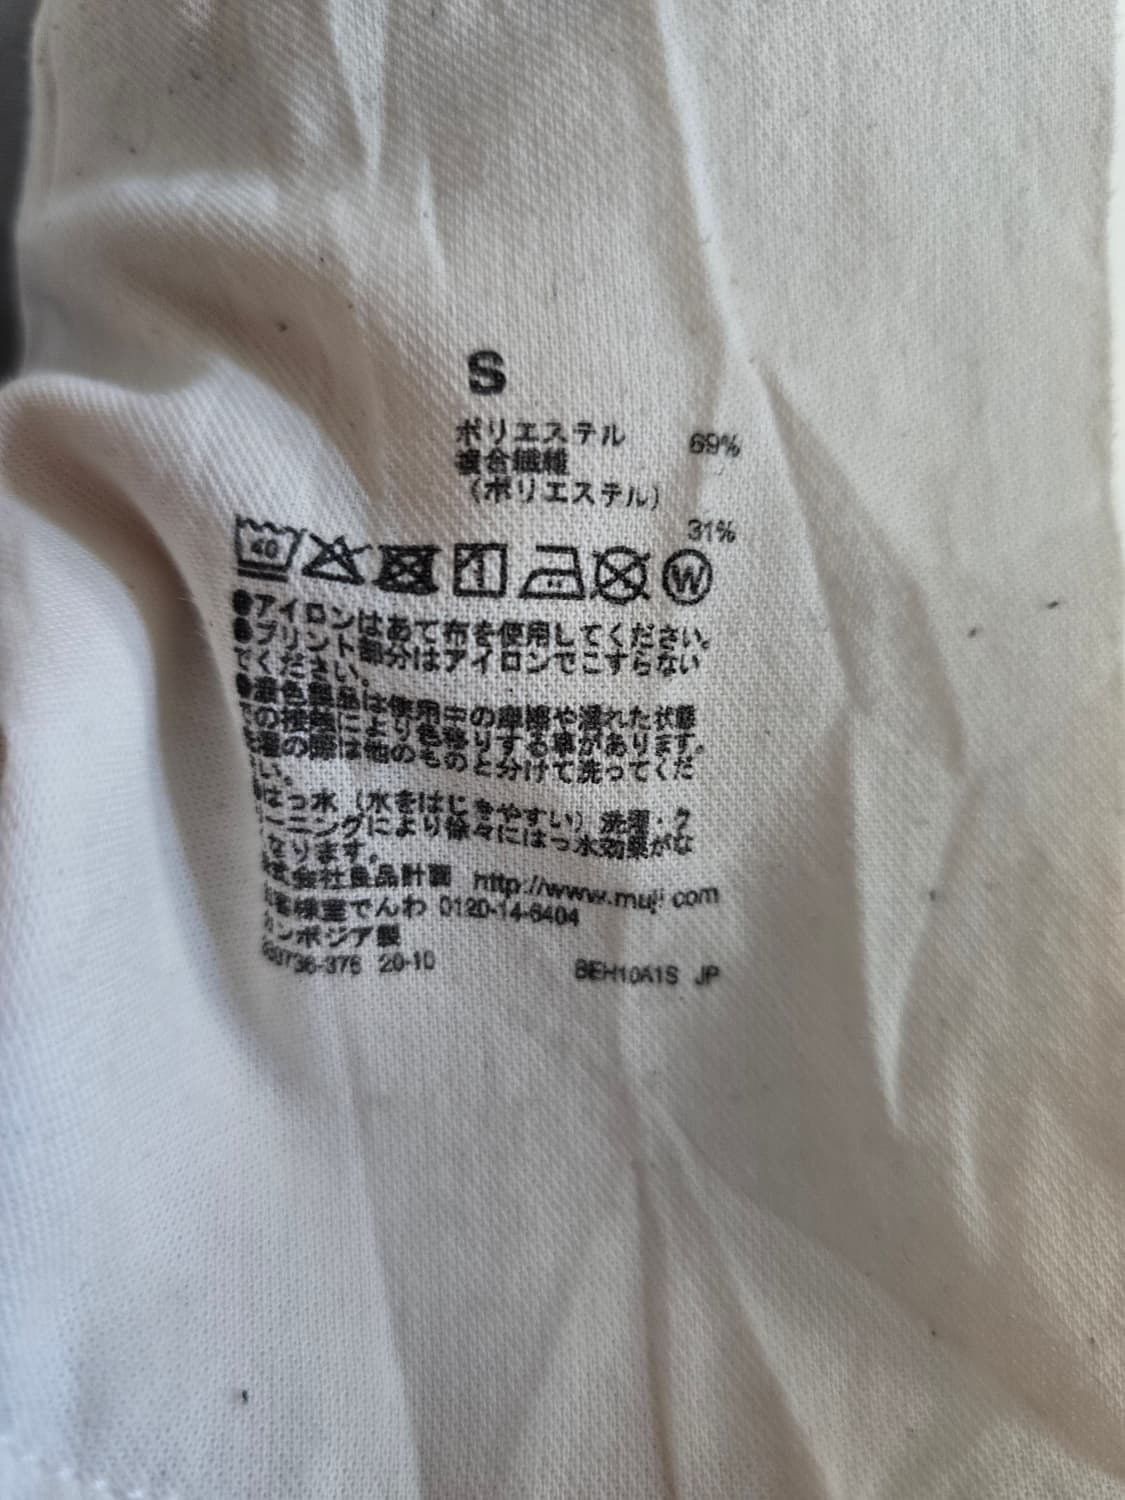 S
ポリエステル 69%
複合繊維
(ポリエステル)
31%
40
W
●アイロンはあて布を使用してください。
●プリント部分はアイロンでこすらない
てください。
●濃色製品は使用中の摩擦や濡れた状態
での接触により色移りする事があります。
洗濯の際は他のものと分けて洗ってくだ
い。
はっ水(水をはじきやすい)洗濯・ク
ーニングにより徐々にはっ水効果がな
なります。
株式会社良品計画 http://www.muji.com
お客様室でんわ 0120-14-6404
カンボジア製
20-10 BEH10A1S JP